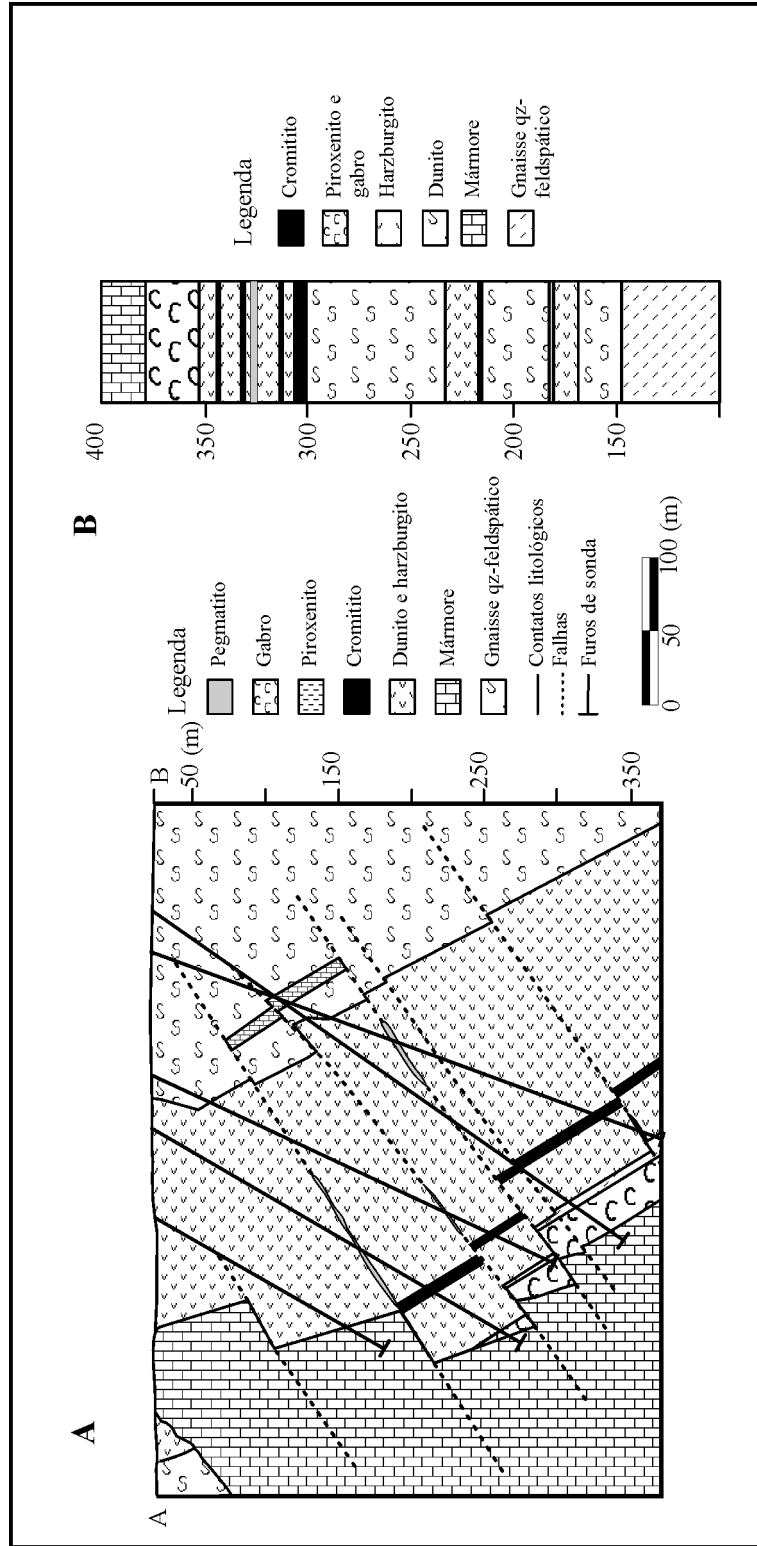 A
A
B
50 (m)
150
250
350
Legenda
Pegmatito
Gabro
Piroxenito
Cromitito
Dunito e harzburgito
Mármore
Gnaisse qz-feldspático
Contatos litológicos
Falhas
Furos de sonda
0
50
100 (m)
B
400
350
300
250
200
150
Legenda
Cromitito
Piroxenito e
gabro
Harzburgito
Dunito
Mármore
Gnaisse qz-
feldspático